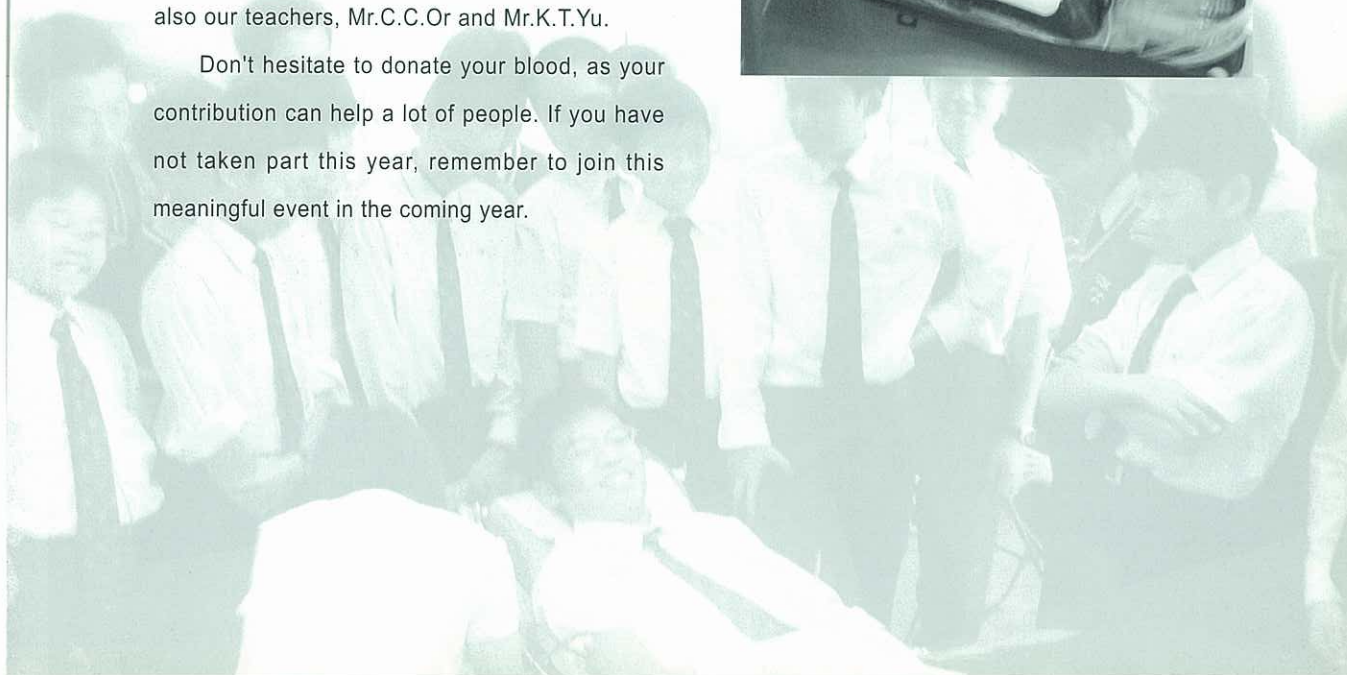 also our teachers, Mr.C.C.Or and Mr.K.T.Yu.
Don't hesitate to donate your blood, as your
contribution can help a lot of people. If you have
not taken part this year, remember to join this
meaningful event in the coming year.